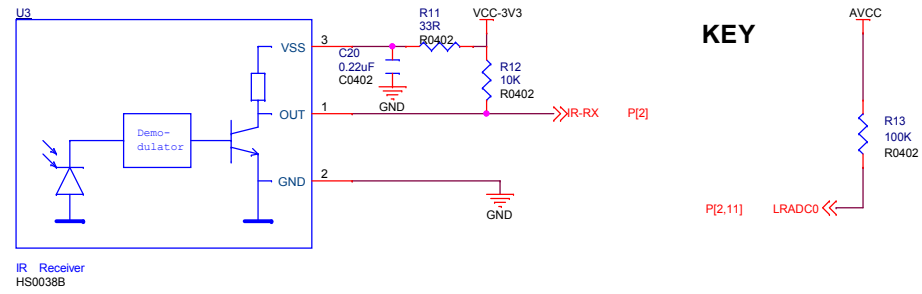 U3
R11
33R
R0402
VCC-3V3
KEY
AVCC
VSS
3
C20
0.22uF
C0402
GND
R12
10K
R0402
OUT
1
IR-RX P[2]
R13
100K
R0402
Demo-
dulator
GND
2
GND
P[2,11] LRADC0
IR Receiver
HS0038B